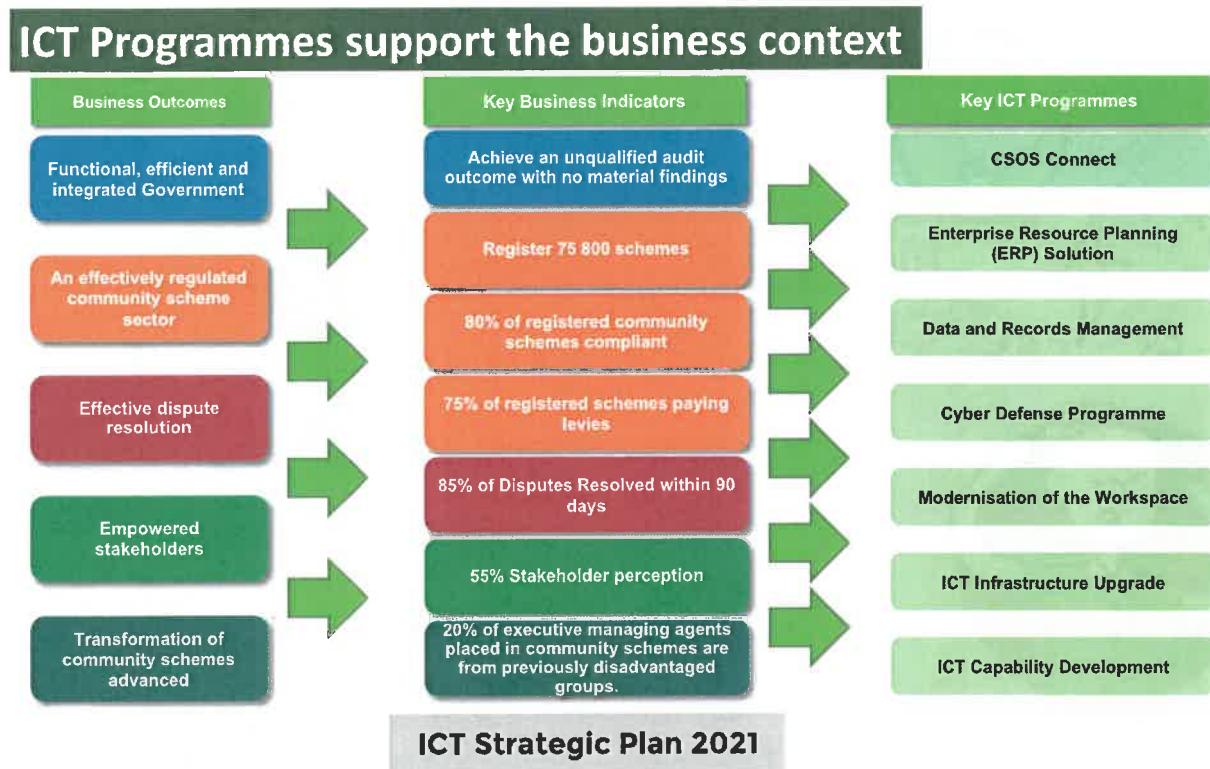 ICT Programmes support the business context
Business Outcomes
Functional, efficient and
integrated Government
An effectively regulated
community scheme
sector
Effective dispute
resolution
Empowered
stakeholders
Transformation of
community schemes
advanced
Key Business Indicators
Achieve an unqualified audit
outcome with no material findings
Register 75 800 schemes
80% of registered community
schemes compliant
75% of registered schemes paying
levies
85% of Disputes Resolved within 90
days
55% Stakeholder perception
20% of executive managing agents
placed in community schemes are
from previously disadvantaged
groups.
Key ICT Programmes
CSOS Connect
Enterprise Resource Planning
(ERP) Solution
Data and Records Management
Cyber Defense Programme
Modernisation of the Workspace
ICT Infrastructure Upgrade
ICT Capability Development
ICT Strategic Plan 2021